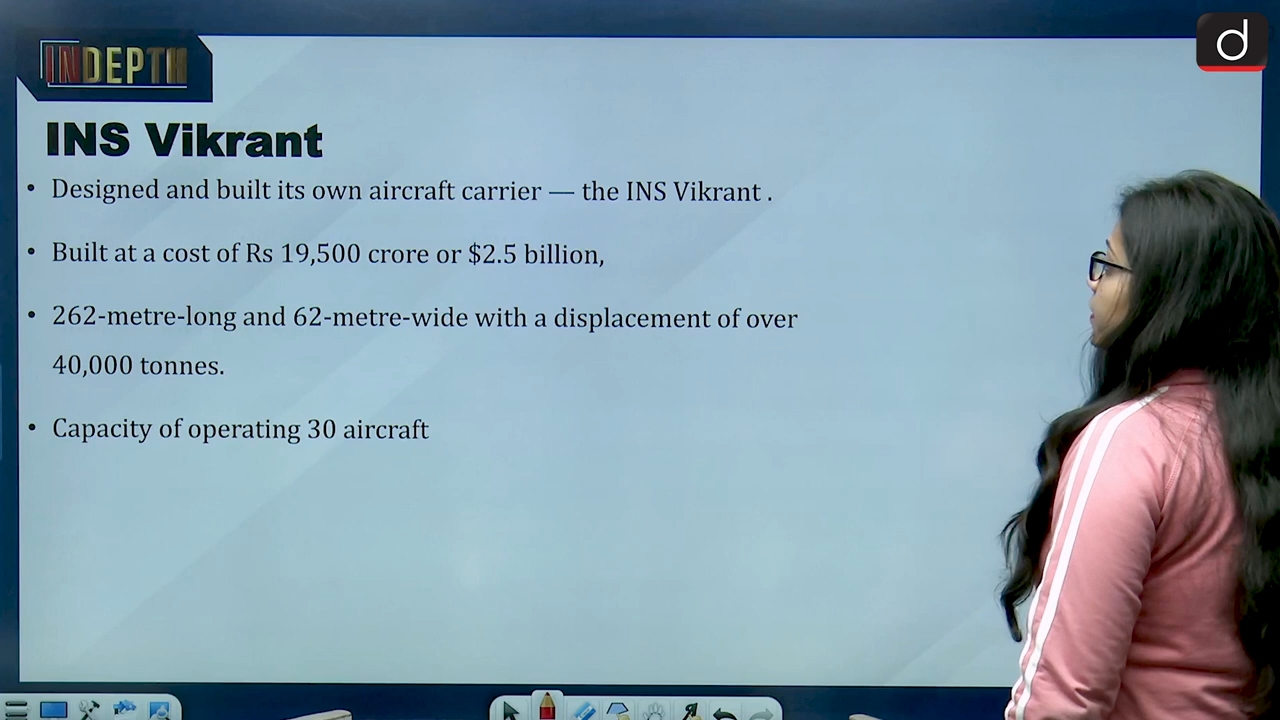 INDEPTH
d
INS Vikrant
• Designed and built its own aircraft carrier — the INS Vikrant .
• Built at a cost of Rs 19,500 crore or $2.5 billion,
• 262-metre-long and 62-metre-wide with a displacement of over
40,000 tonnes.
• Capacity of operating 30 aircraft